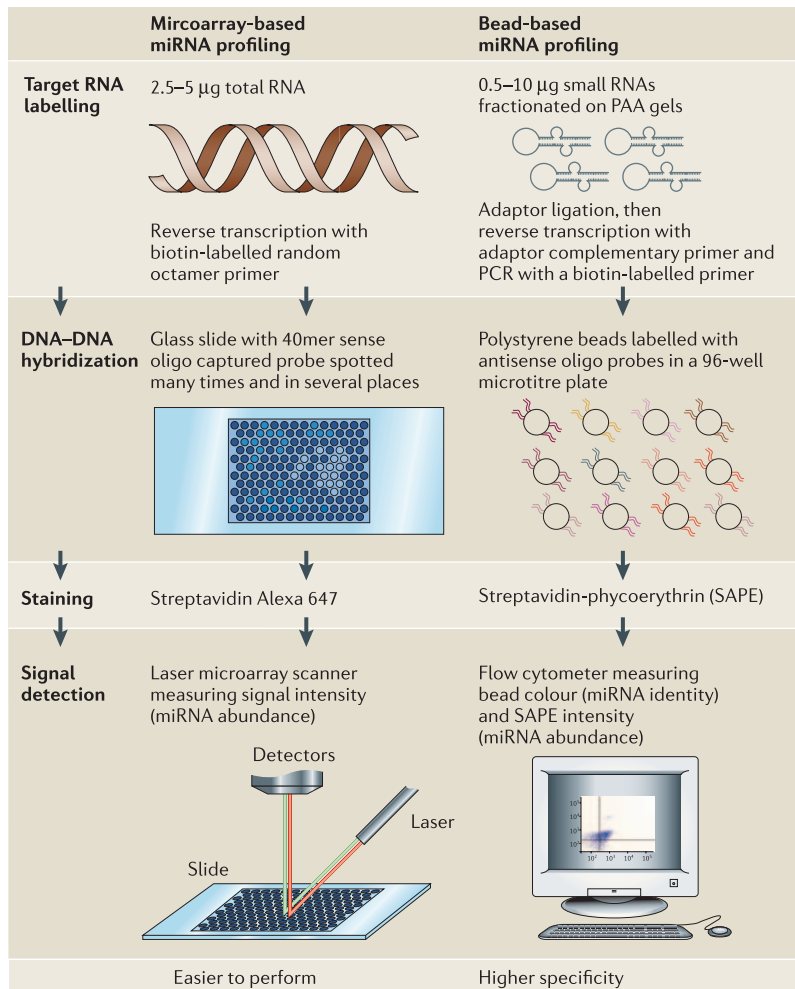 Mircoarray-based
miRNA profiling
Bead-based
miRNA profiling
Target RNA
labelling
2.5–5 μg total RNA
Reverse transcription with
biotin-labelled random
octamer primer
0.5–10 μg small RNAs
fractionated on PAA gels
Adaptor ligation, then
reverse transcription with
adaptor complementary primer and
PCR with a biotin-labelled primer
DNA–DNA
hybridization
Glass slide with 40mer sense
oligo captured probe spotted
many times and in several places
Polystyrene beads labelled with
antisense oligo probes in a 96-well
microtitre plate
Staining
Streptavidin Alexa 647
Streptavidin-phycoerythrin (SAPE)
Signal
detection
Laser microarray scanner
measuring signal intensity
(miRNA abundance)
Detectors
Laser
Slide
Flow cytometer measuring
bead colour (miRNA identity)
and SAPE intensity
(miRNA abundance)
Easier to perform
Higher specificity